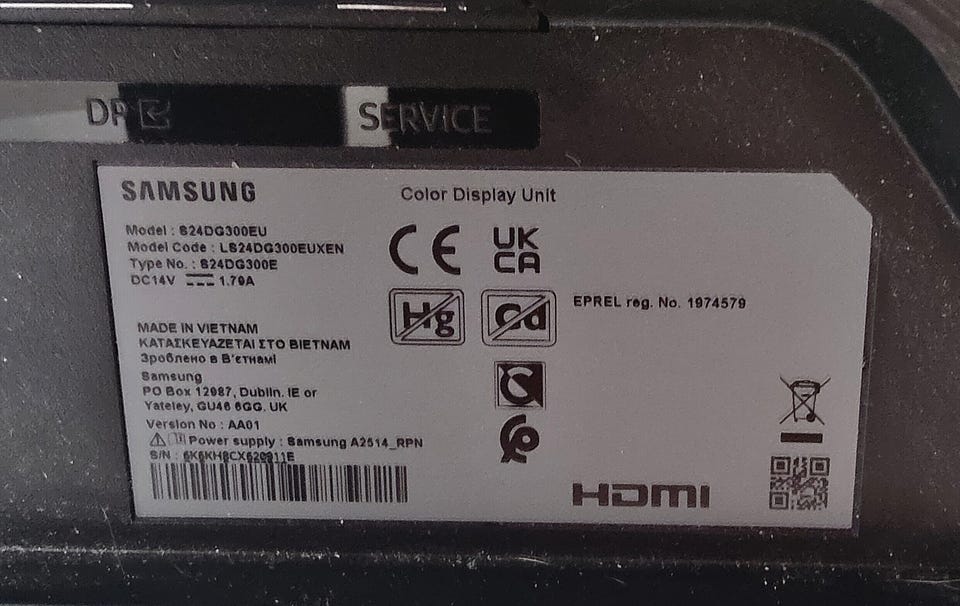 DP
SERVICE
SAMSUNG
Color Display Unit
Model : S24DG300EU
Model Code : LS24DG300EUXEN
Type No. : S24DG300E
DC14V 1.79A
CE
UK
CA
Hg
Cd
EPREL reg. No. 1974579
MADE IN VIETNAM
ΚΑΤΑΣΚΕΥΑΖΕΤΑΙ ΣΤΟ ΒΙΕΤΝΑΜ
Зроблено в В'єтнамі
Samsung
PO Box 12987, Dublin. IE or
Yateley, GU46 6GG. UK
Version No : AA01
Power supply : Samsung A2514_RPN
S/N :
HDMI